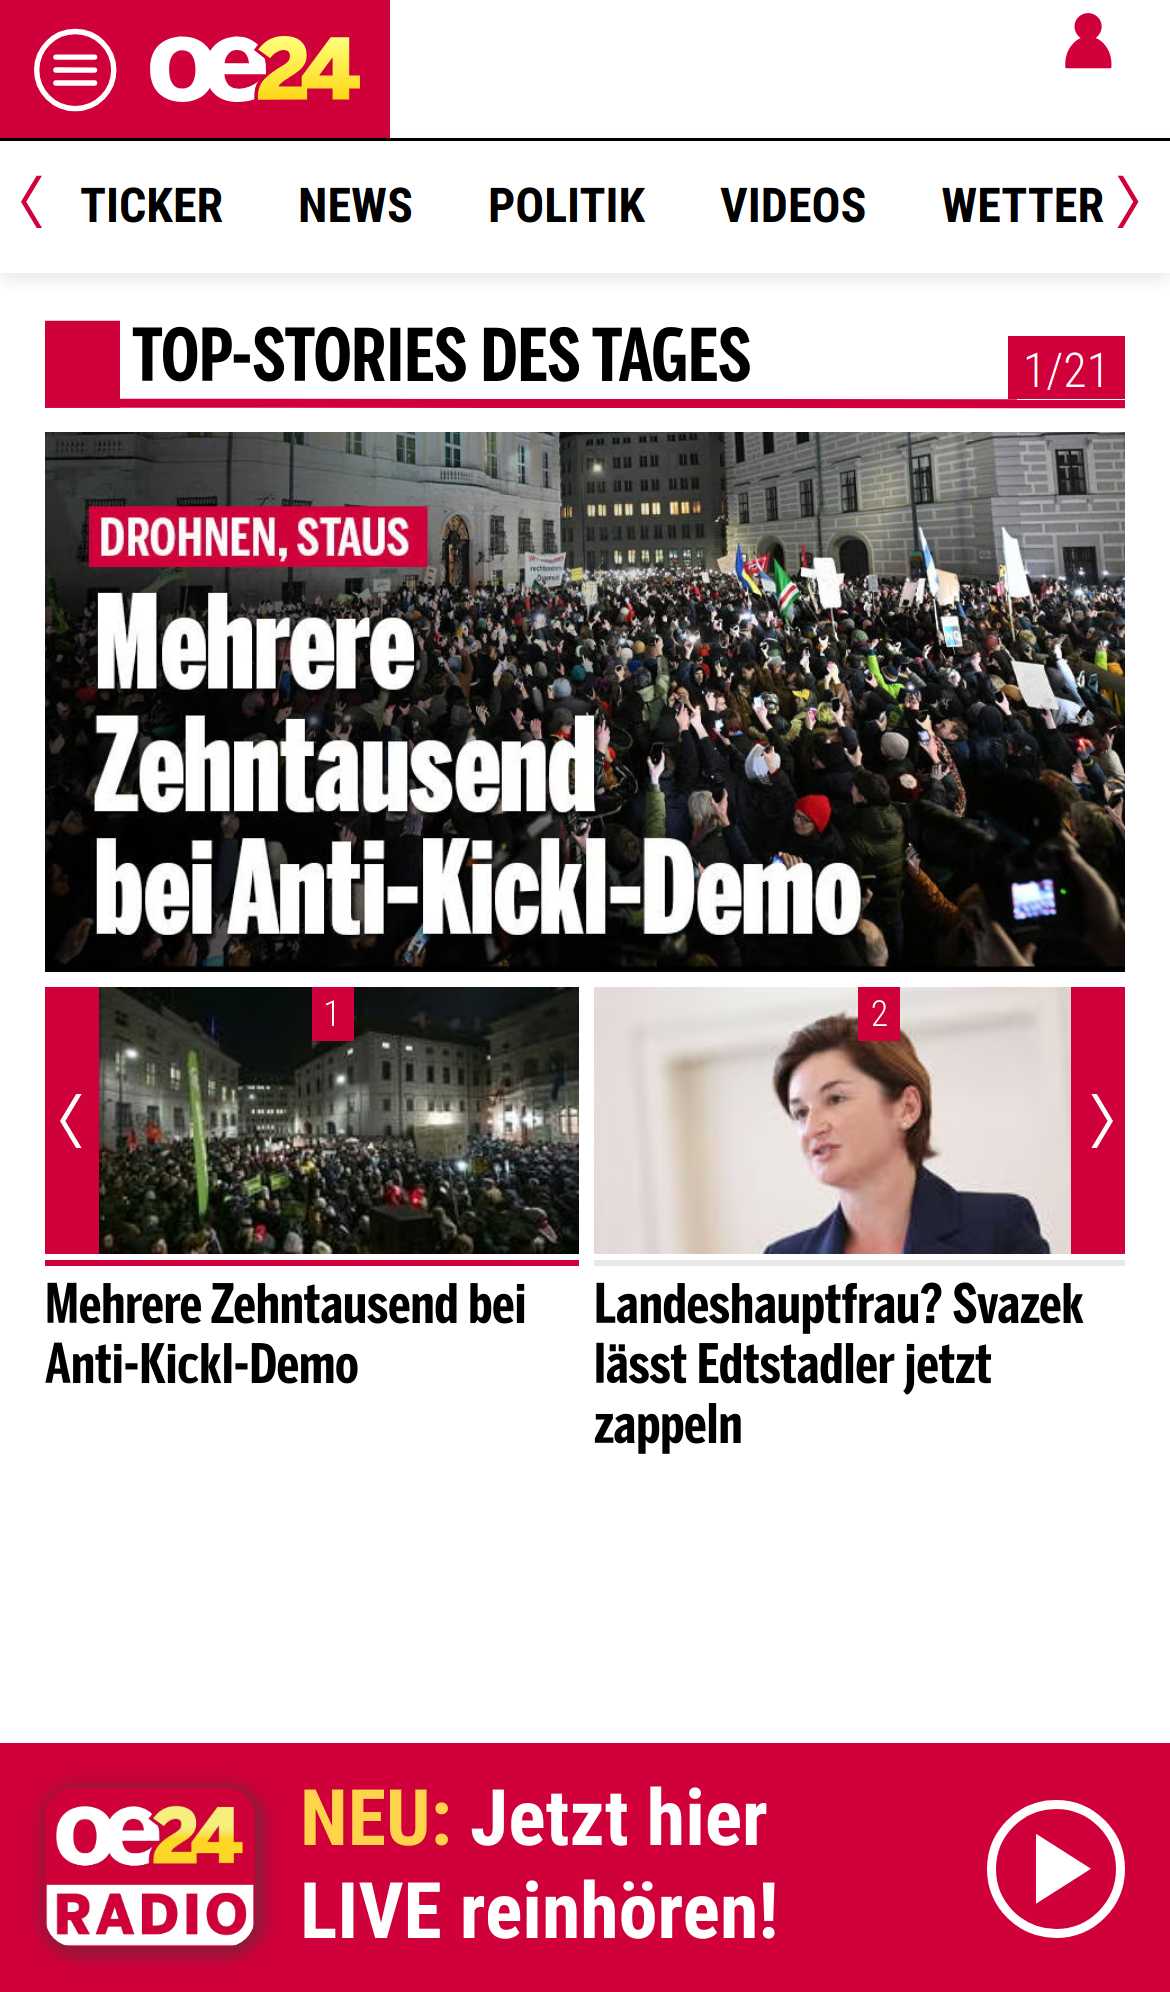 oe24
TICKER NEWS POLITIK VIDEOS WETTER
TOP-STORIES DES TAGES
1/21
DROHNEN, STAUS
Mehrere
Zehntausend
bei Anti-Kickl-Demo
1
2
Mehrere Zehntausend bei
Anti-Kickl-Demo
Landeshauptfrau? Svazek
lässt Edtstadler jetzt
zappeln
oe24
RADIO
NEU: Jetzt hier
LIVE reinhören!